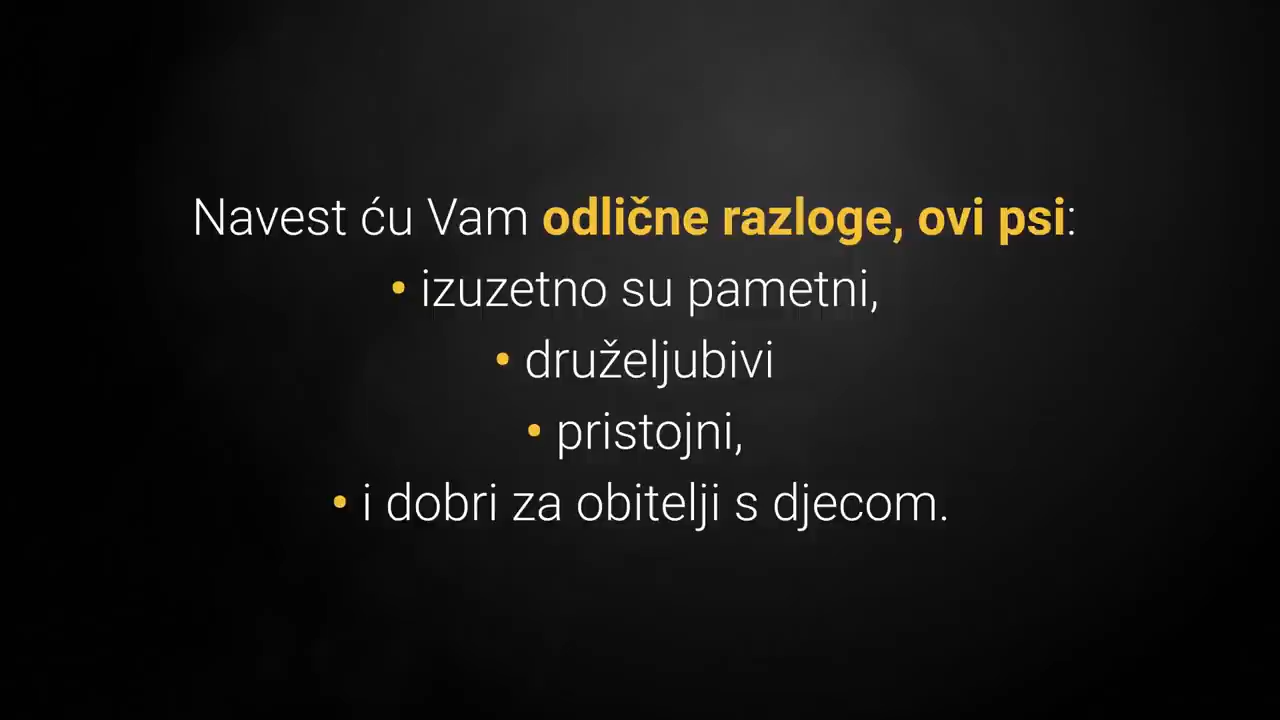 Navest ću Vam odlične razloge, ovi psi:
• izuzetno su pametni,
• druželjubivi
• pristojni,
• i dobri za obitelji s djecom.